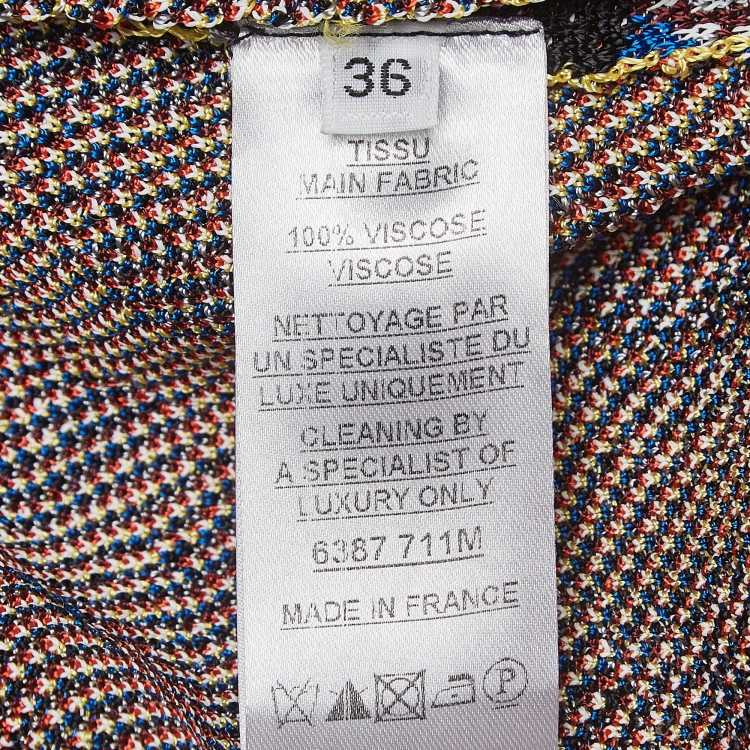 36
TISSU
MAIN FABRIC
100% VISCOSE
VISCOSE
NETTOYAGE PAR
UN SPECIALISTE DU
LUXE UNIQUEMENT
CLEANING BY
A SPECIALIST OF
LUXURY ONLY
6387 711M
MADE IN FRANCE
P